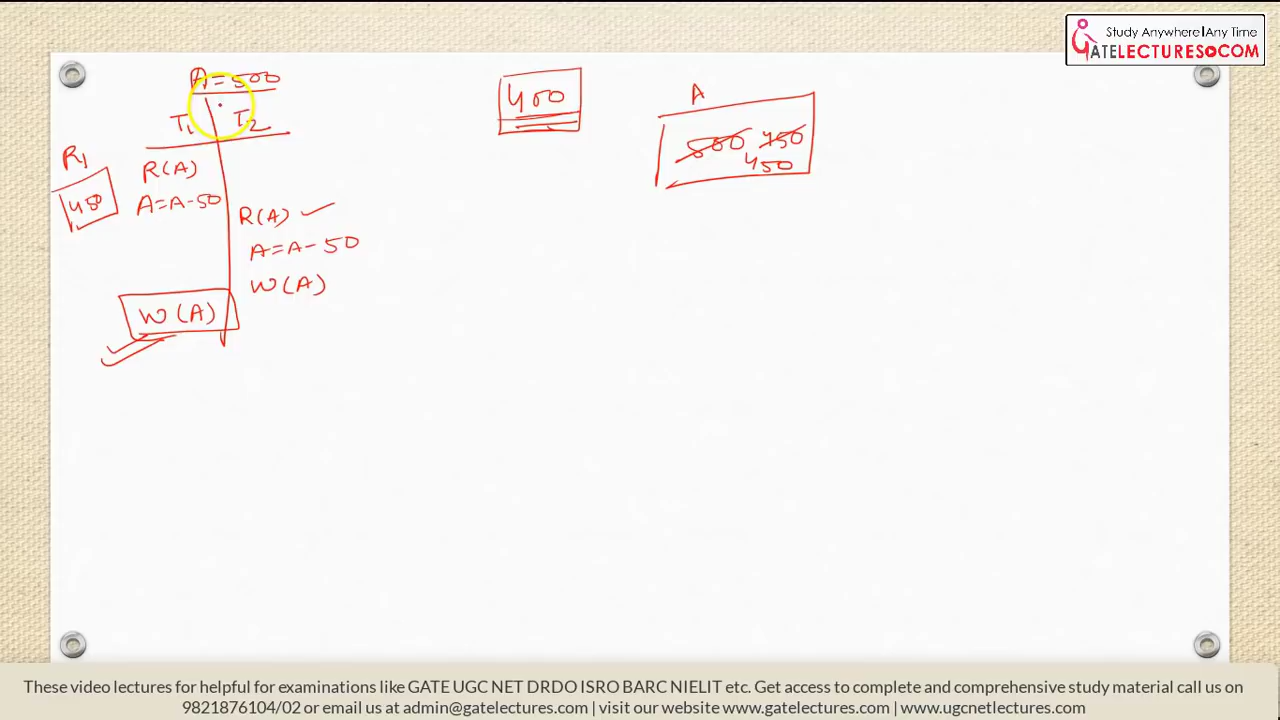 Study Anywhere Any Time
GATELECTURES.COM
A=500
T1 T2
R1
450
R(A)
A=A-50
R(A)
A=A-50
W(A)
W(A)
400
A
500 450
450
These video lectures for helpful for examinations like GATE UGC NET DRDO ISRO BARC NIELIT etc. Get access to complete and comprehensive study material call us on
9821876104/02 or email us at admin@gatelectures.com | visit our website www.gatelectures.com | www.ugcnetlectures.com